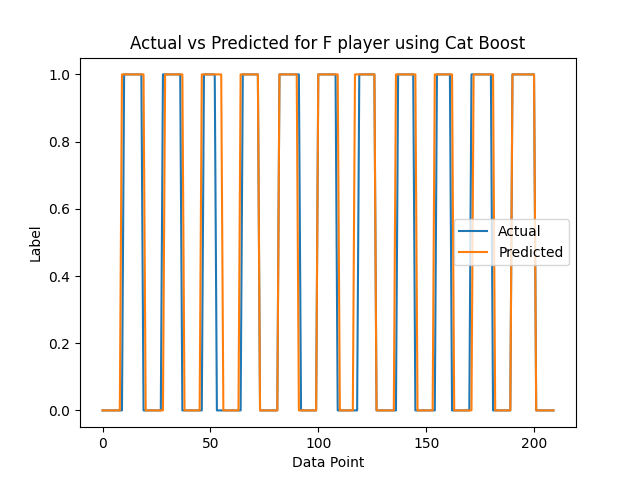 Actual vs Predicted for F player using Cat Boost
1.0
0.8
0.6
0.4
0.2
0.0
Label
Actual
Predicted
0 50 100 150 200
Data Point